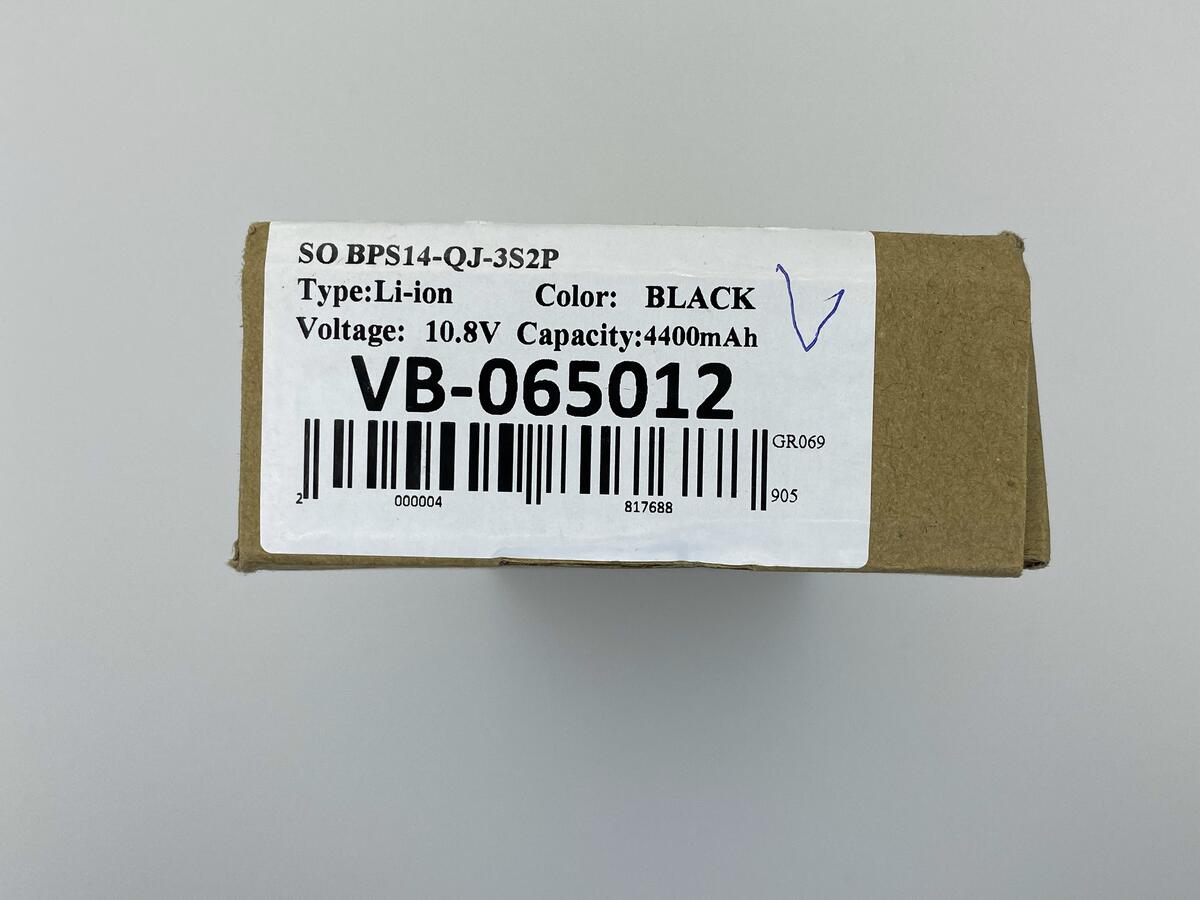 SO BPS14-QJ-3S2P
Type:Li-ion Color: BLACK
Voltage: 10.8V Capacity:4400mAh
VB-065012
GR069
2 000004 817688 905